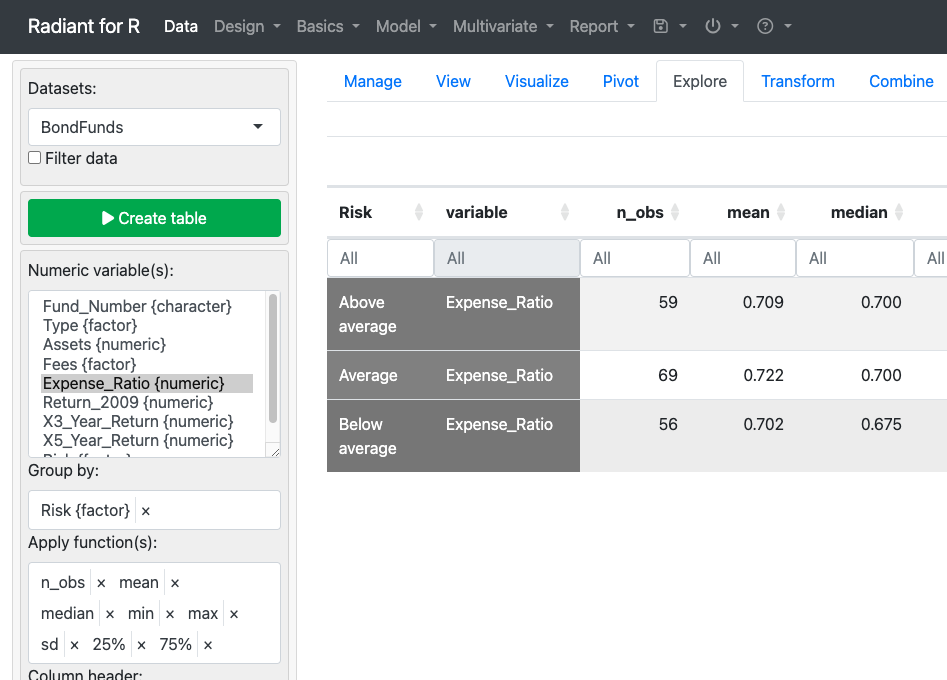 Radiant for R Data Design Basics Model Multivariate Report
Datasets:
BondFunds
Filter data
Create table
Numeric variable(s):
Fund_Number {character}
Type {factor}
Assets {numeric}
Fees {factor}
Expense_Ratio {numeric}
Return_2009 {numeric}
X3_Year_Return {numeric}
X5_Year_Return {numeric}
Group by:
Risk {factor} ×
Apply function(s):
n_obs × mean ×
median × min × max ×
sd × 25% × 75% ×
Column header:
Manage View Visualize Pivot Explore Transform Combine
Risk variable n_obs mean median
All All All All All All
Above average Expense_Ratio 59 0.709 0.700
Average Expense_Ratio 69 0.722 0.700
Below average Expense_Ratio 56 0.702 0.675